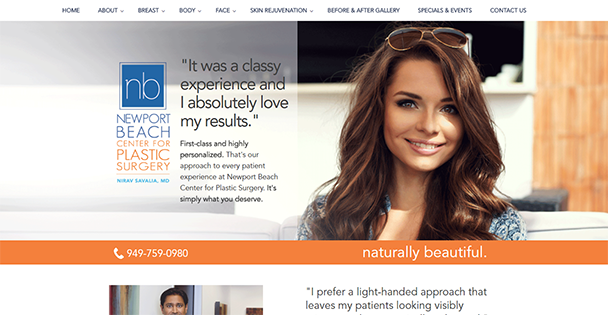 HOME ABOUT BREAST BODY FACE SKIN REJUVENATION BEFORE & AFTER GALLERY SPECIALS & EVENTS CONTACT US
nb
NEWPORT
BEACH
CENTER FOR
PLASTIC
SURGERY
NIRAV SAVALIA, MD
"It was a classy
experience and
I absolutely love
my results."
First-class and highly
personalized. That's our
approach to every patient
experience at Newport Beach
Center for Plastic Surgery. It's
simply what you deserve.
949-759-0980
naturally beautiful.
"I prefer a light-handed approach that
leaves my patients looking visibly